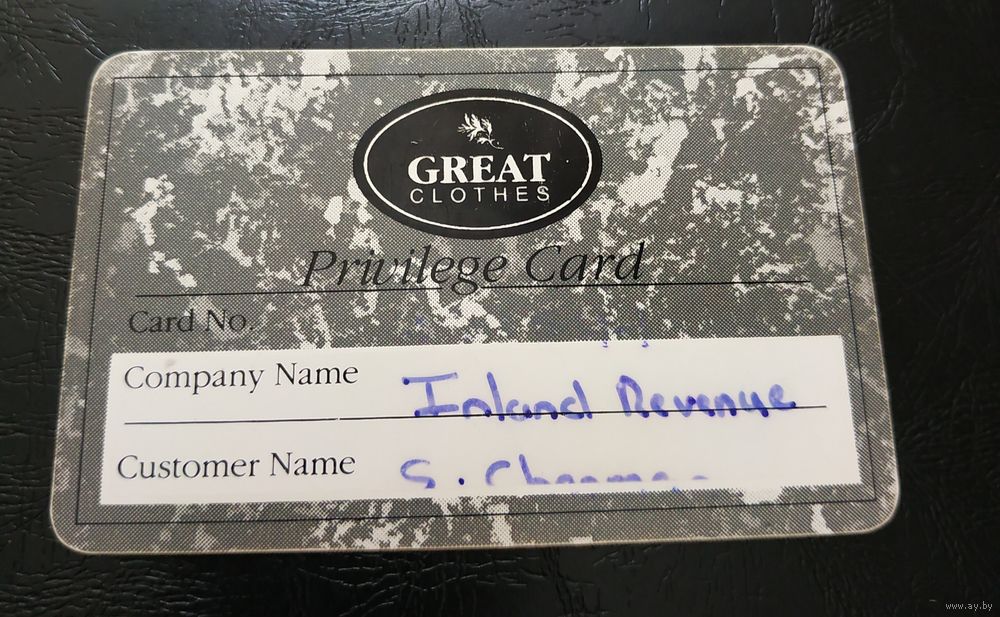 GREAT
CLOTHES
Privilege Card
Card No.
Company Name Inland Revenue
Customer Name S.
www.ay.by